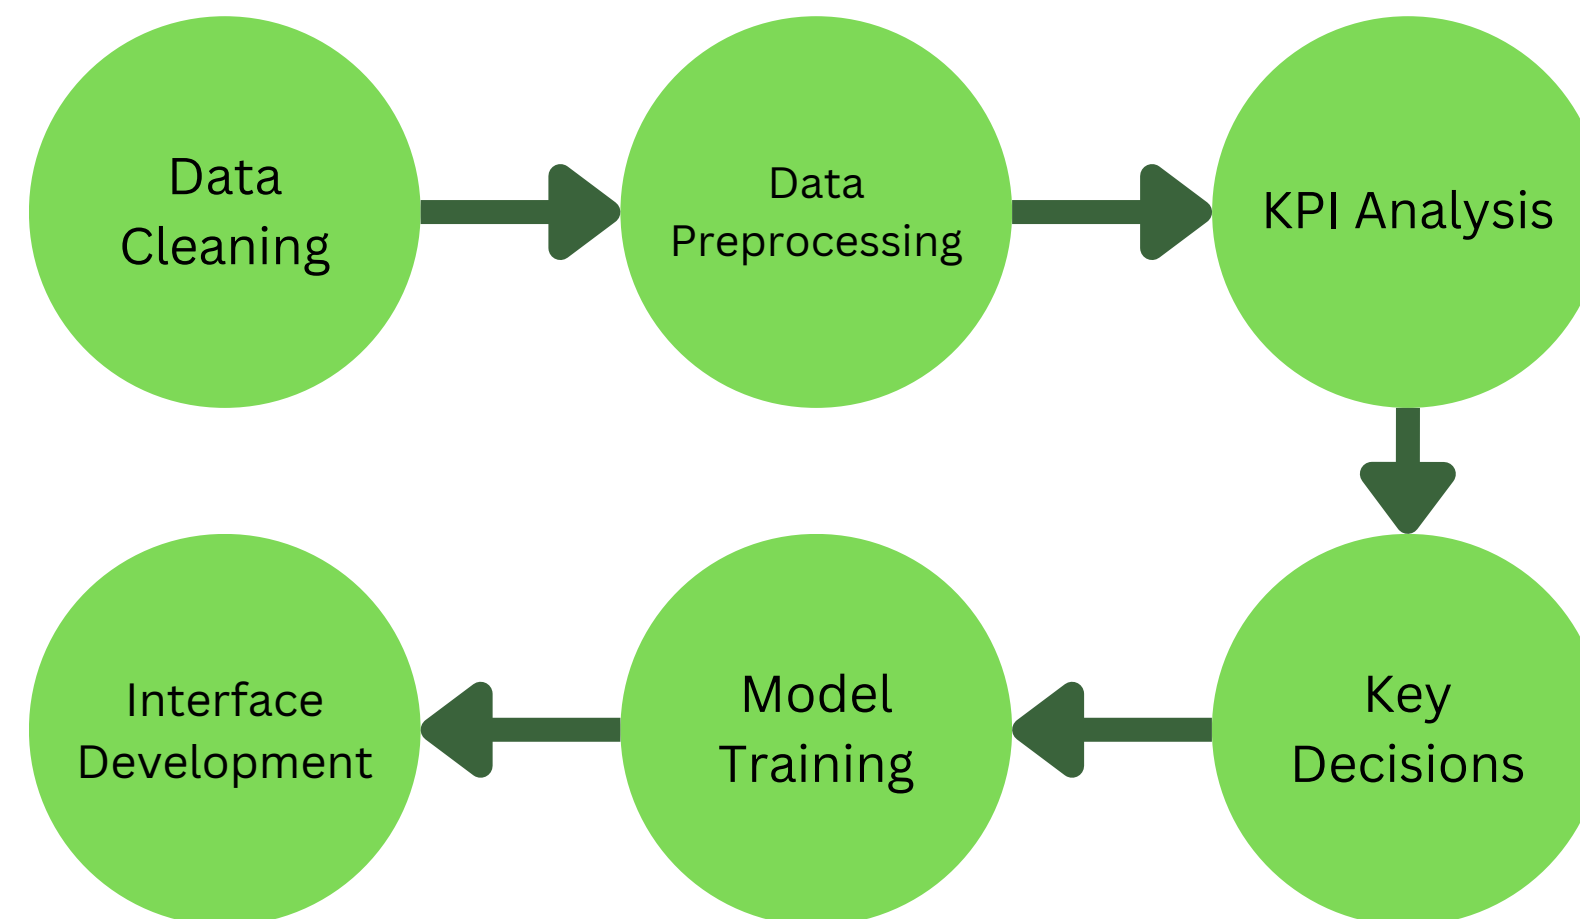 Data
Cleaning
Data
Preprocessing
KPI Analysis
Key
Decisions
Model
Training
Interface
Development